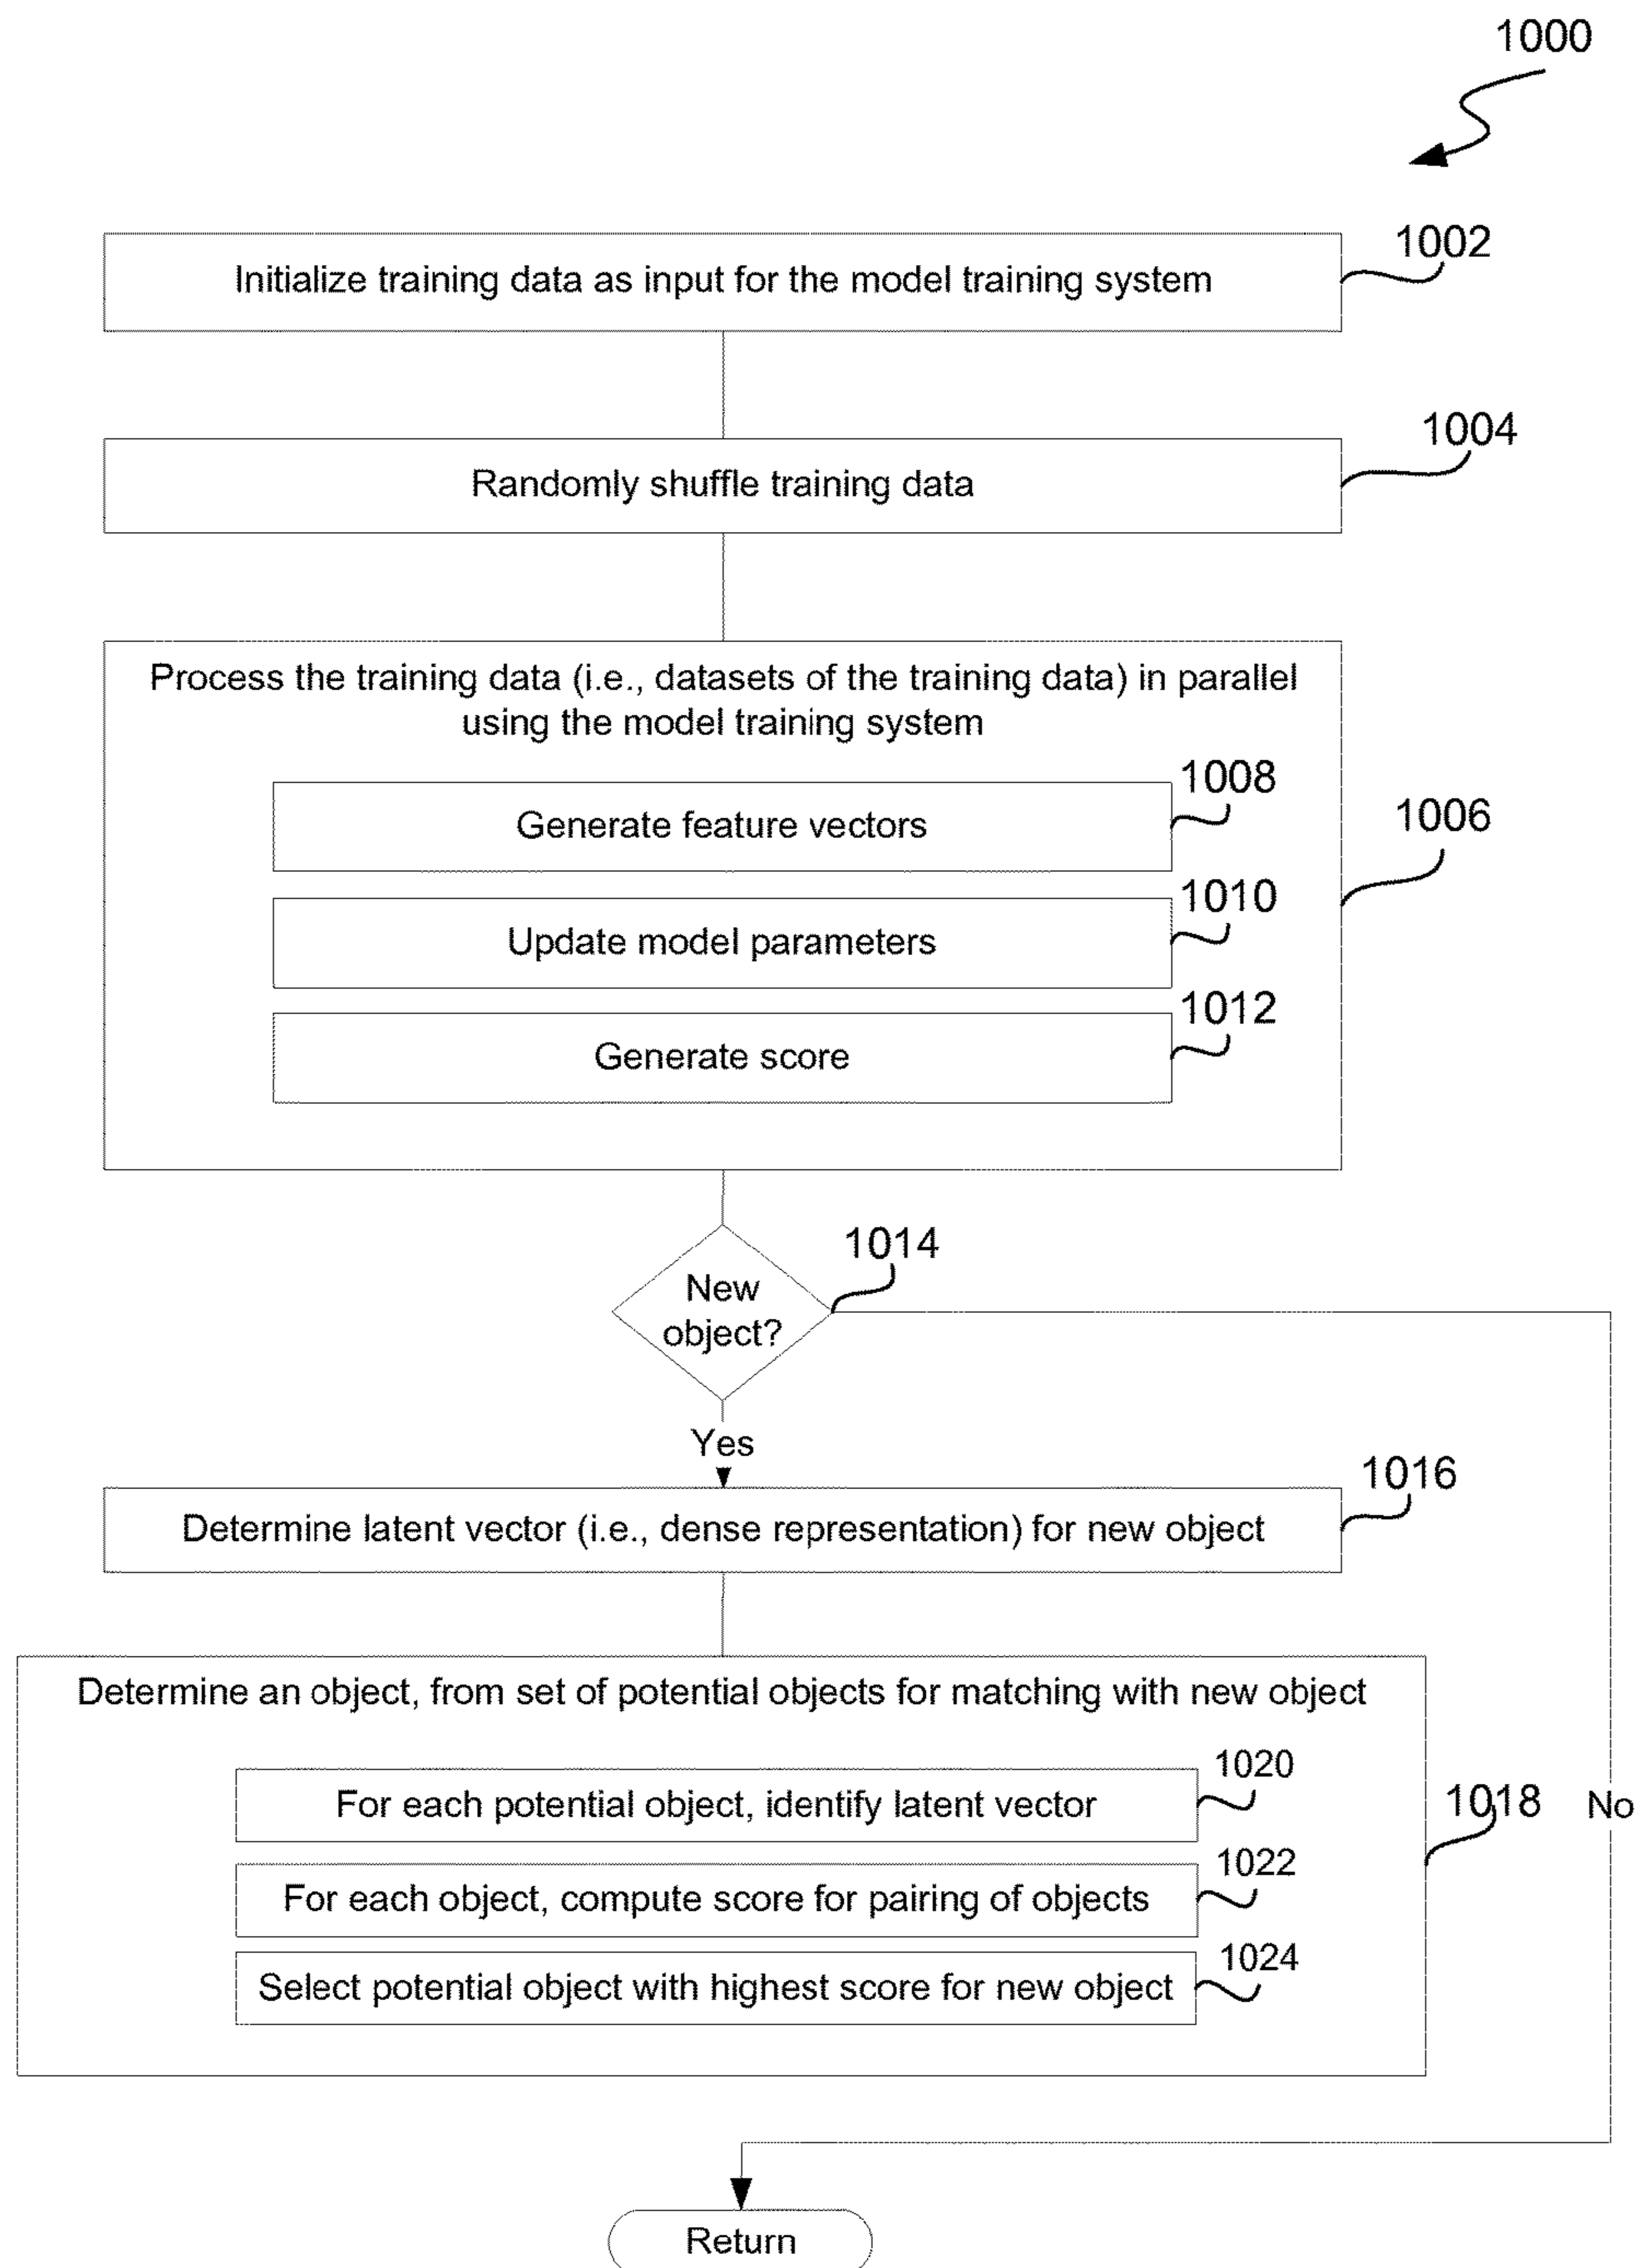 1000
1002
Initialize training data as input for the model training system
1004
Randomly shuffle training data
Process the training data (i.e., datasets of the training data) in parallel
using the model training system
1008
Generate feature vectors
1006
1010
Update model parameters
1012
Generate score
1014
New
object?
Yes
1016
Determine latent vector (i.e., dense representation) for new object
Determine an object, from set of potential objects for matching with new object
1020
For each potential object, identify latent vector
1018
No
1022
For each object, compute score for pairing of objects
1024
Select potential object with highest score for new object
Return